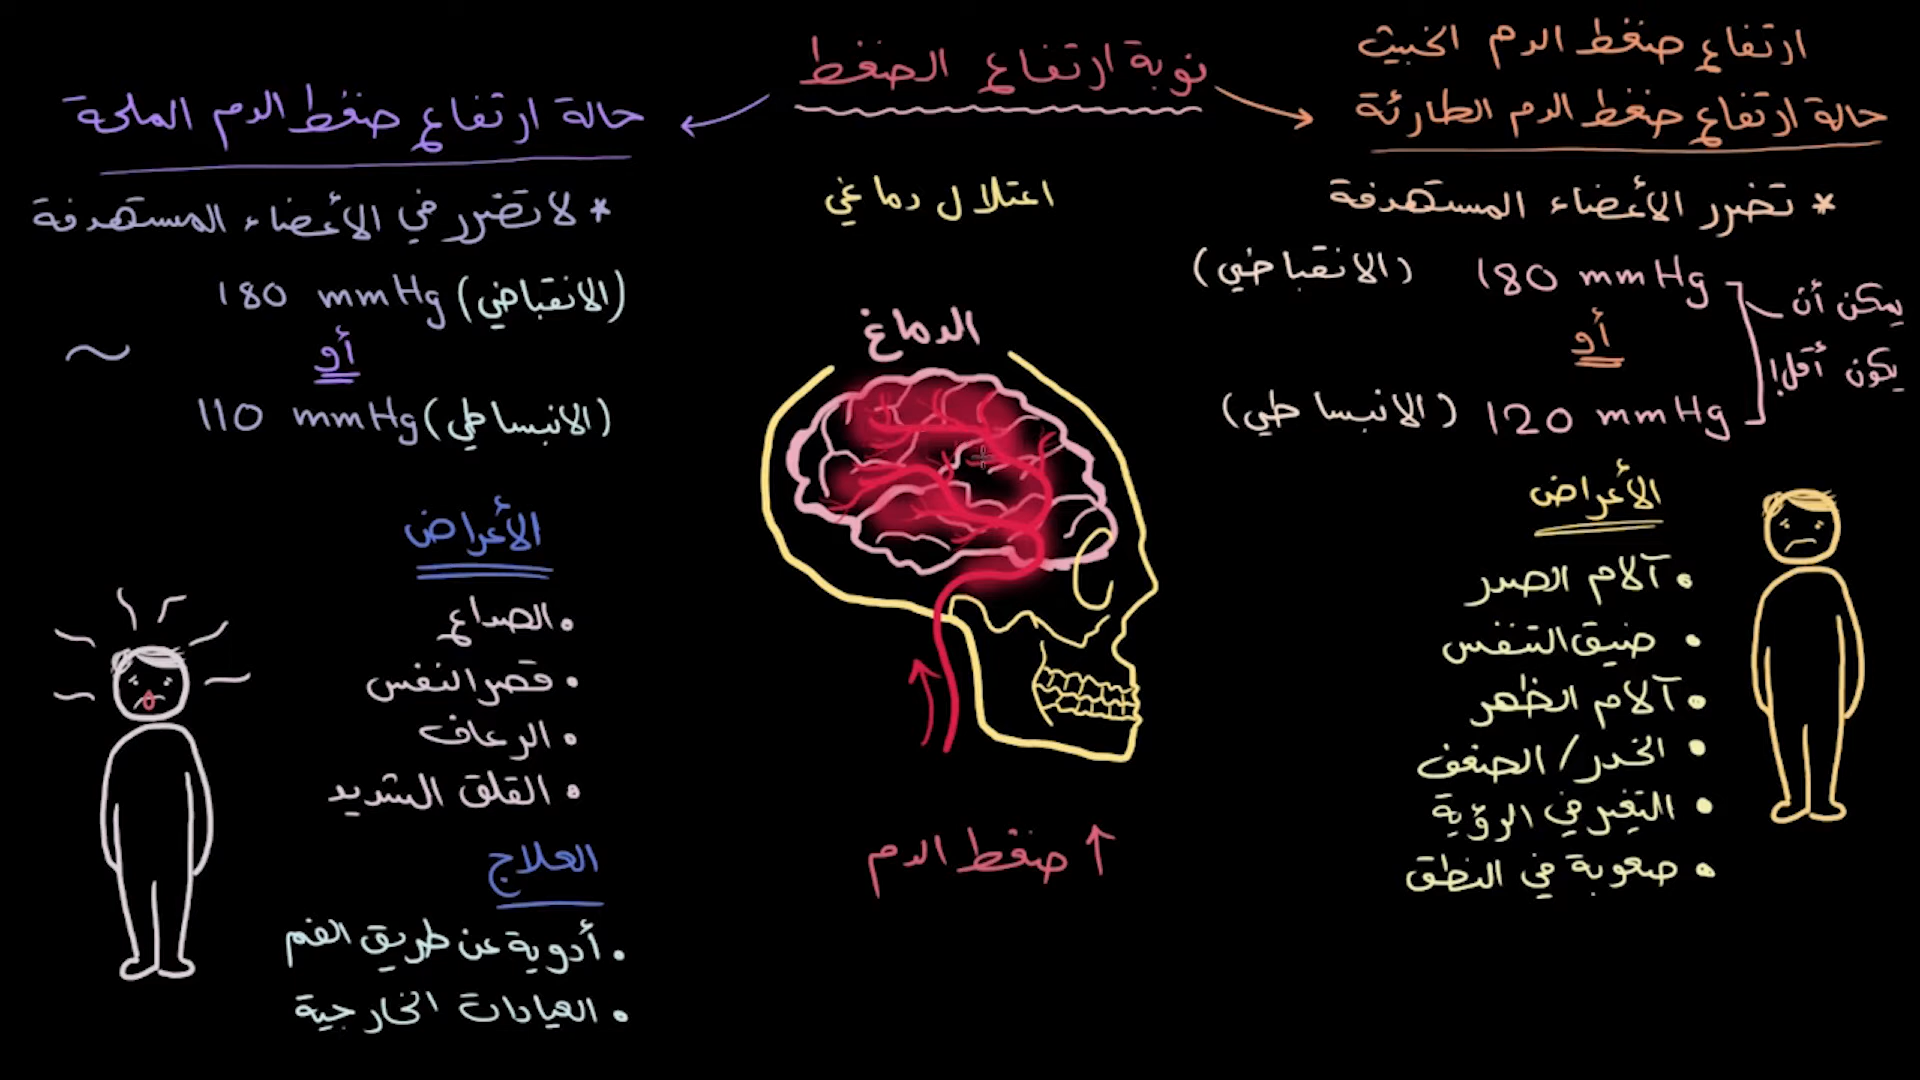 نوبة ارتفاع الضغط
ارتفاع ضغط الدم الخبيث
حالة ارتفاع ضغط الدم الطارئة
* تضرر الأعضاء المستهدفة
180 mmHg (الانقباضي)
أو
120 mmHg (الانبساطي)
يمكن أن
يكون أقل!
الأعراض
• آلام الصدر
• ضيق التنفس
• آلام الظهر
• الخدر/الضعف
• التغير في الرؤية
• صعوبة في النطق
اعتلال دماغي
الدماغ
↑ ضغط الدم
حالة ارتفاع ضغط الدم الملحة
* لا تضرر في الأعضاء المستهدفة
180 mmHg (الانقباضي)
~ أو
110 mmHg (الانبساطي)
الأعراض
• الصداع
• قصر النفس
• الرعاف
• القلق الشديد
العلاج
• أدوية عن طريق الفم
• العيادات الخارجية